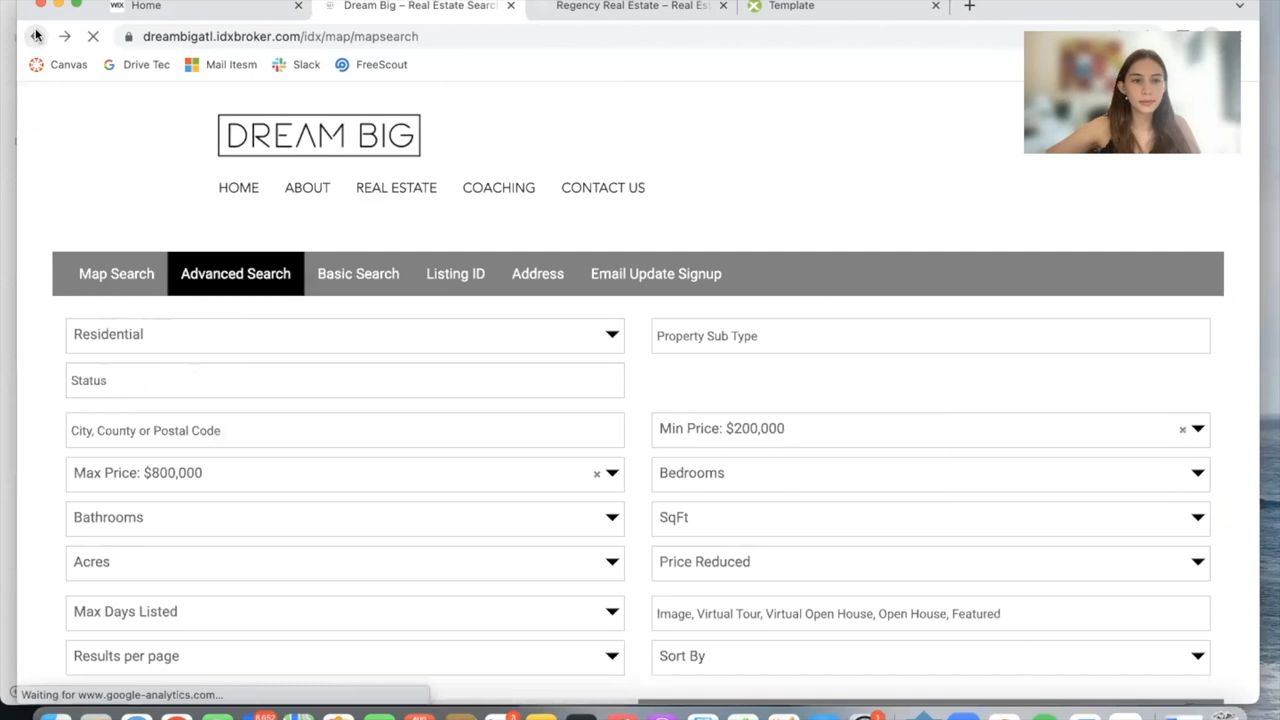 WIX Home
Dream Big – Real Estate Searc
Regency Real Estate – Real Est
Template
dreambigatl.idxbroker.com/idx/map/mapsearch
Canvas
Drive Tec
Mail Itesm
Slack
FreeScout
DREAM BIG
HOME ABOUT REAL ESTATE COACHING CONTACT US
Map Search Advanced Search Basic Search Listing ID Address Email Update Signup
Residential
Property Sub Type
Status
City, County or Postal Code
Min Price: $200,000
Max Price: $800,000
Bedrooms
Bathrooms
SqFt
Acres
Price Reduced
Max Days Listed
Image, Virtual Tour, Virtual Open House, Open House, Featured
Results per page
Sort By
Waiting for www.google-analytics.com...